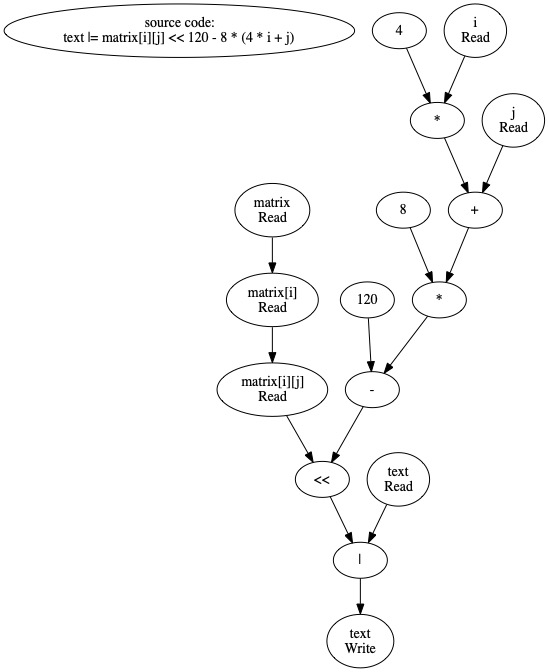 source code:
text |= matrix[i][j] << 120 - 8 * (4 * i + j)
4
i
Read
*
j
Read
matrix
Read
8
+
matrix[i]
Read
120
*
matrix[i][j]
Read
-
<<
text
Read
|
text
Write